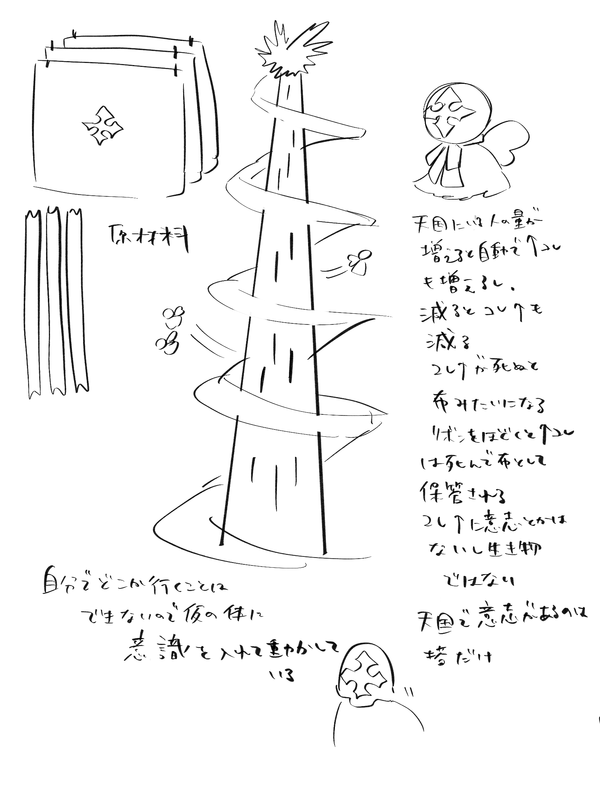 原材料
天国にいる人の量が
増えると自動で↑コレ
も増えるし、
減るとコレ↑も
減る
コレ↑が死ぬと
布みたいになる
リボンをほどくと↑コレ
は死んで布として
保管される
コレ↑に意志とかは
ないし生き物
ではない
天国で意志があるのは
塔だけ
自分でどこか行くことは
できないので仮の体に
意識を入れて動かして
いる